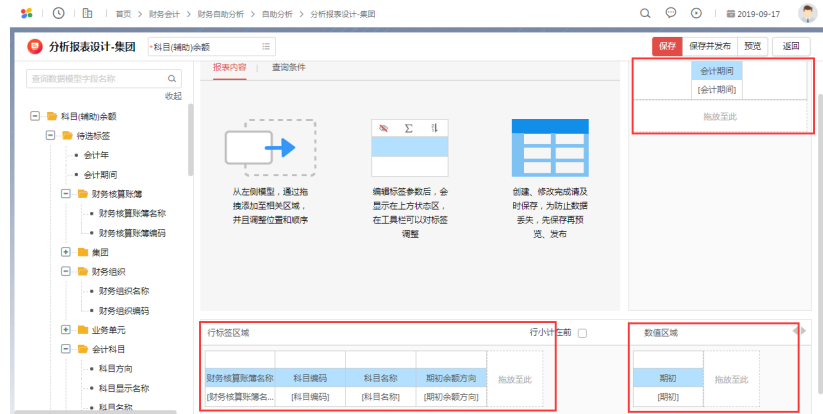 首页 > 财务会计 > 财务自助分析 > 自助分析 > 分析报表设计-集团
2019-09-17
分析报表设计-集团
*科目(辅助)余额
保存 保存并发布 预览 返回
查询数据模型字段名称
收起
报表内容 查询条件
会计期间
[会计期间]
拖放至此
科目(辅助)余额
待选标签
会计年
会计期间
财务核算账簿
财务核算账簿名称
财务核算账簿编码
集团
财务组织
财务组织名称
财务组织编码
业务单元
会计科目
科目方向
科目显示名称
科目名称
从左侧模型，通过拖
拽添加至相关区域，
并且调整位置和顺序
编辑标签参数后，会
显示在上方状态区，
在工具栏可以对标签
调整
创建、修改完成请及
时保存，为防止数据
丢失，先保存再预
览、发布
行标签区域 行小计在前
财务核算账簿名称 科目编码 科目名称 期初余额方向 拖放至此
[财务核算账簿名... [科目编码] [科目名称] [期初余额方向]
数值区域
期初 拖放至此
[期初]